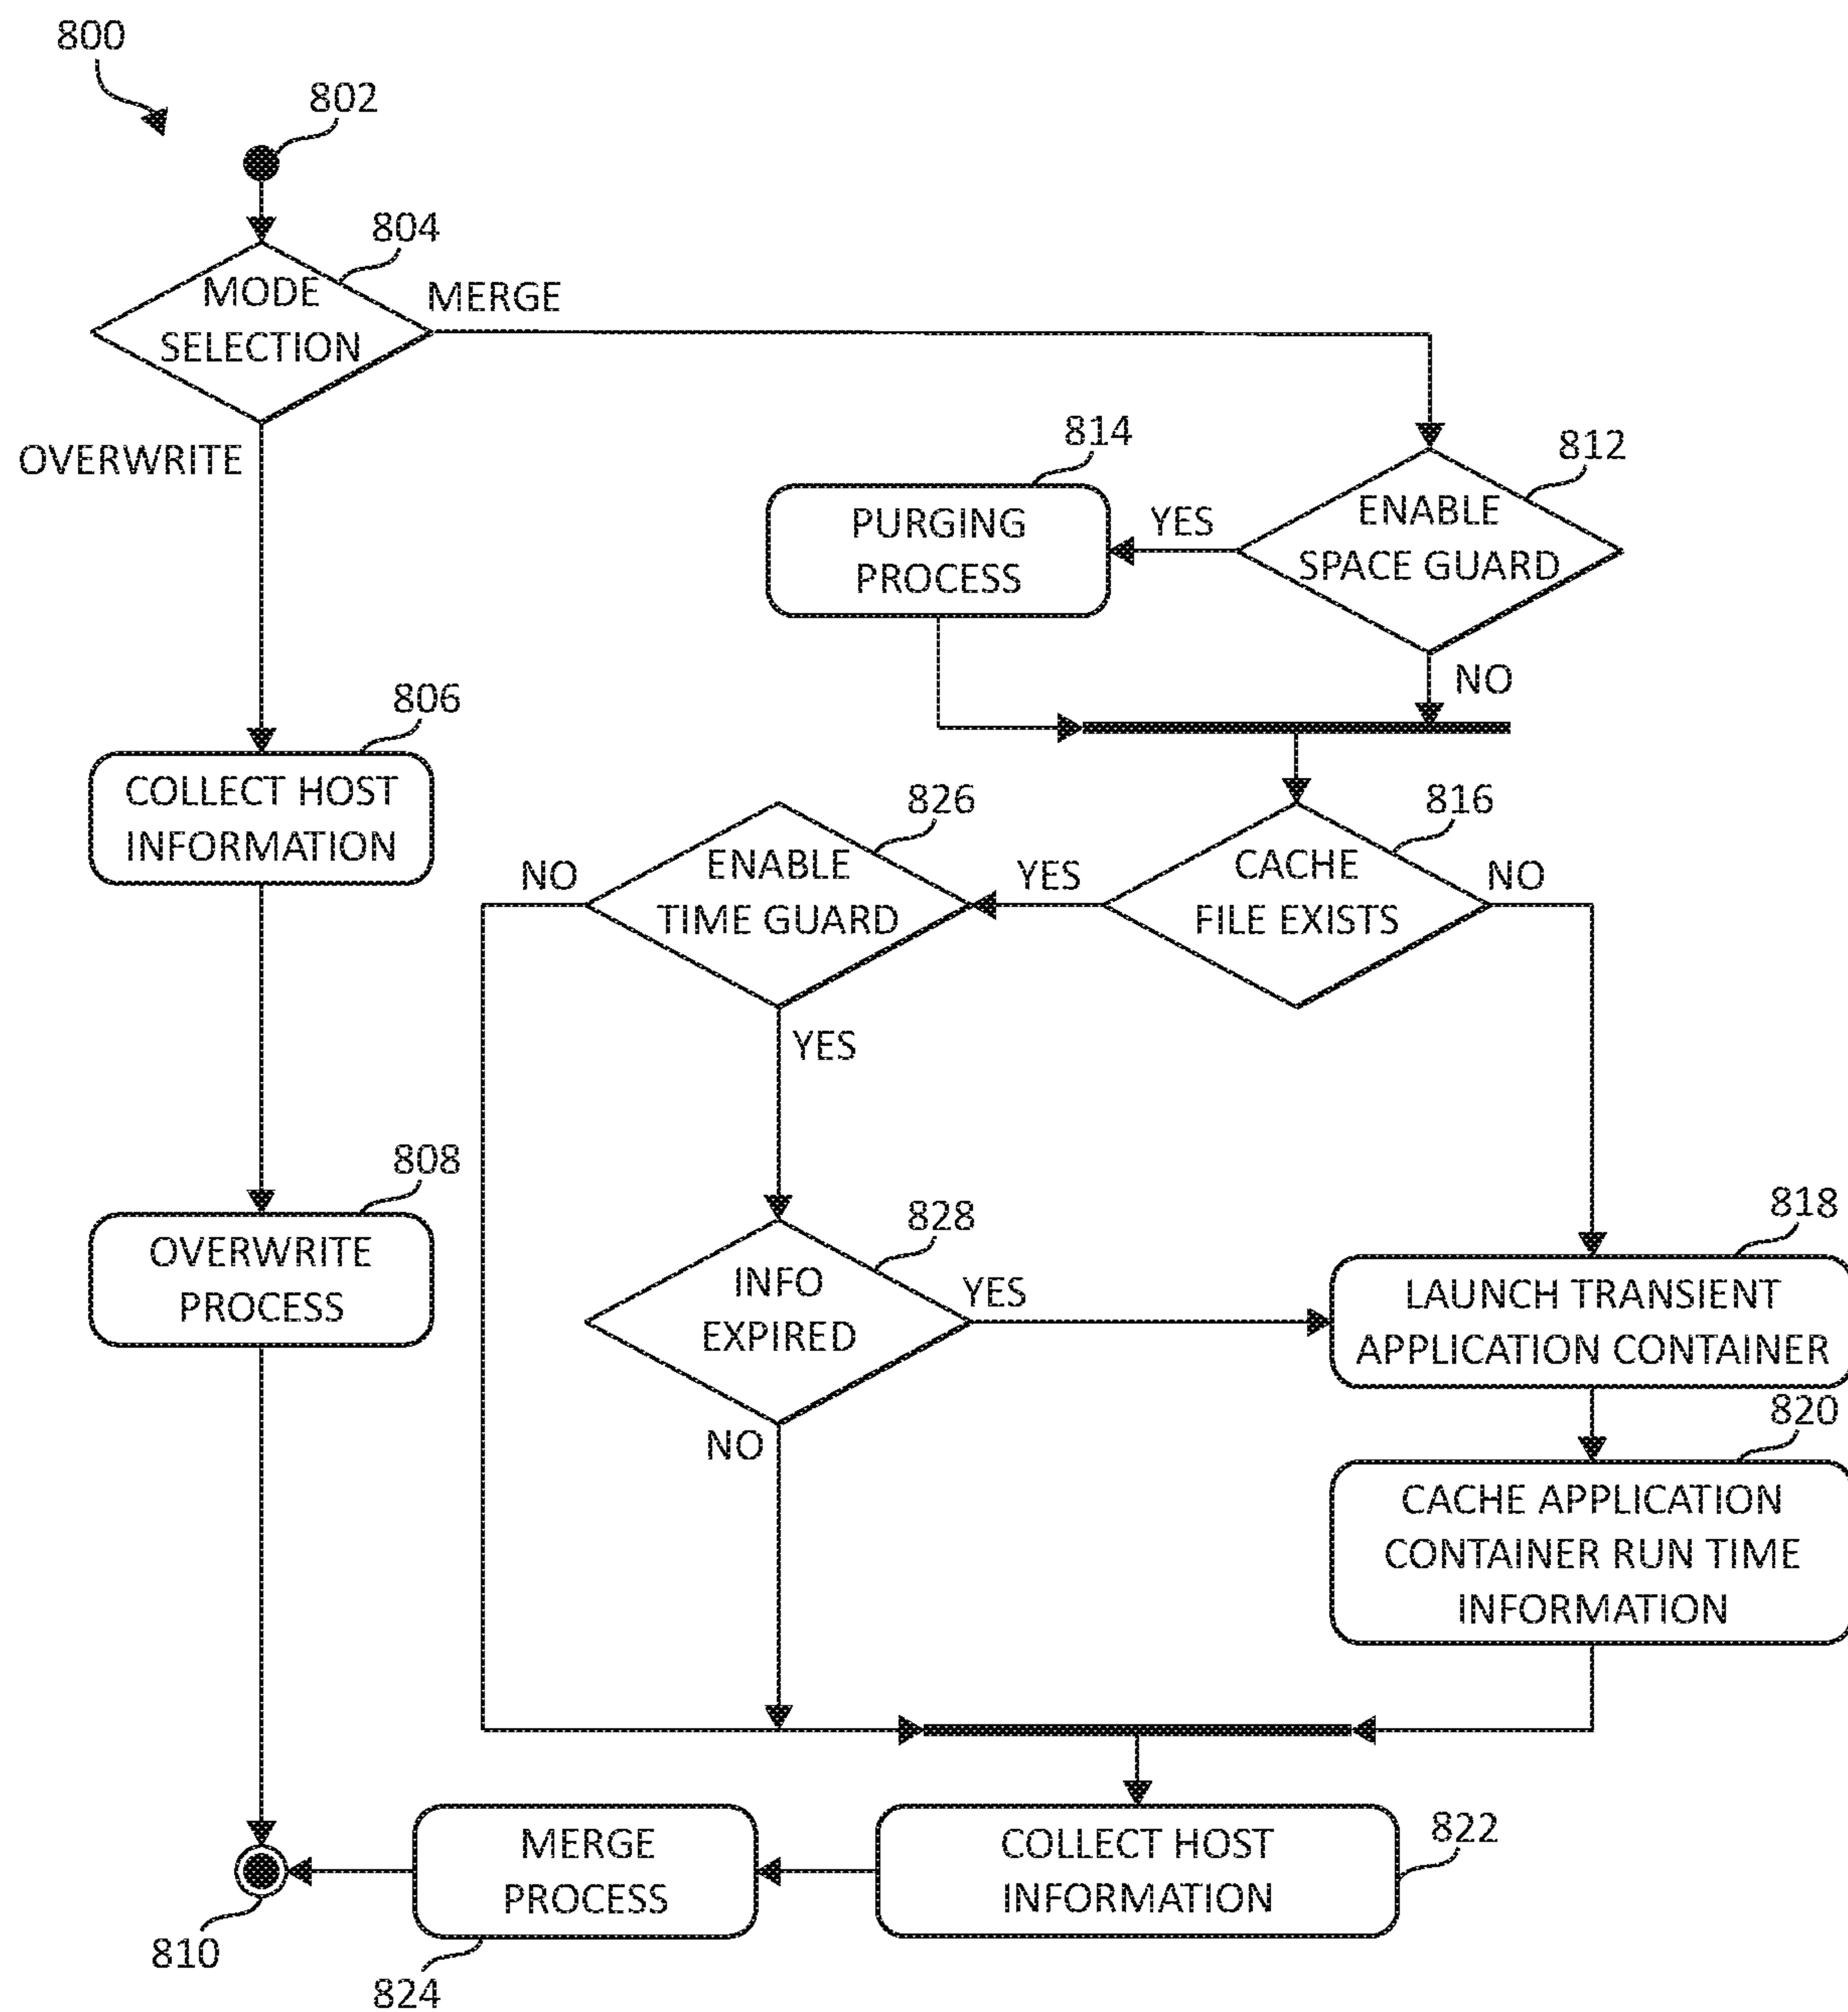 800
802
804
MODE
SELECTION
MERGE
OVERWRITE
814
812
PURGING
PROCESS
YES
ENABLE
SPACE GUARD
NO
806
COLLECT HOST
INFORMATION
826
816
NO
ENABLE
TIME GUARD
YES
CACHE
FILE EXISTS
NO
YES
808
OVERWRITE
PROCESS
828
INFO
EXPIRED
YES
NO
818
LAUNCH TRANSIENT
APPLICATION CONTAINER
820
CACHE APPLICATION
CONTAINER RUN TIME
INFORMATION
822
COLLECT HOST
INFORMATION
MERGE
PROCESS
810
824